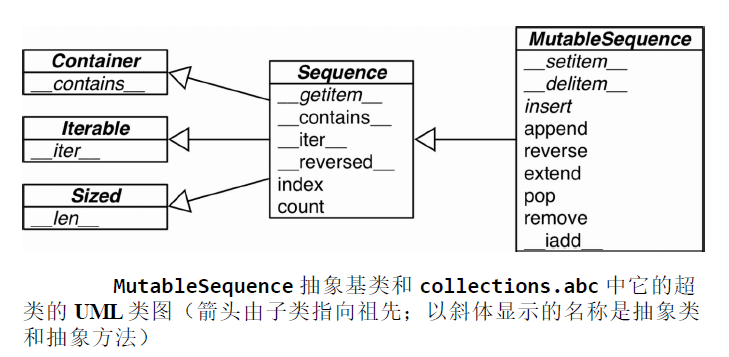 Container
__contains__
Iterable
__iter__
Sized
__len__
Sequence
__getitem__
__contains__
__iter__
__reversed__
index
count
MutableSequence
__setitem__
__delitem__
insert
append
reverse
extend
pop
remove
__iadd__
MutableSequence 抽象基类和 collections.abc 中它的超
类的 UML 类图（箭头由子类指向祖先；以斜体显示的名称是抽象类
和抽象方法）